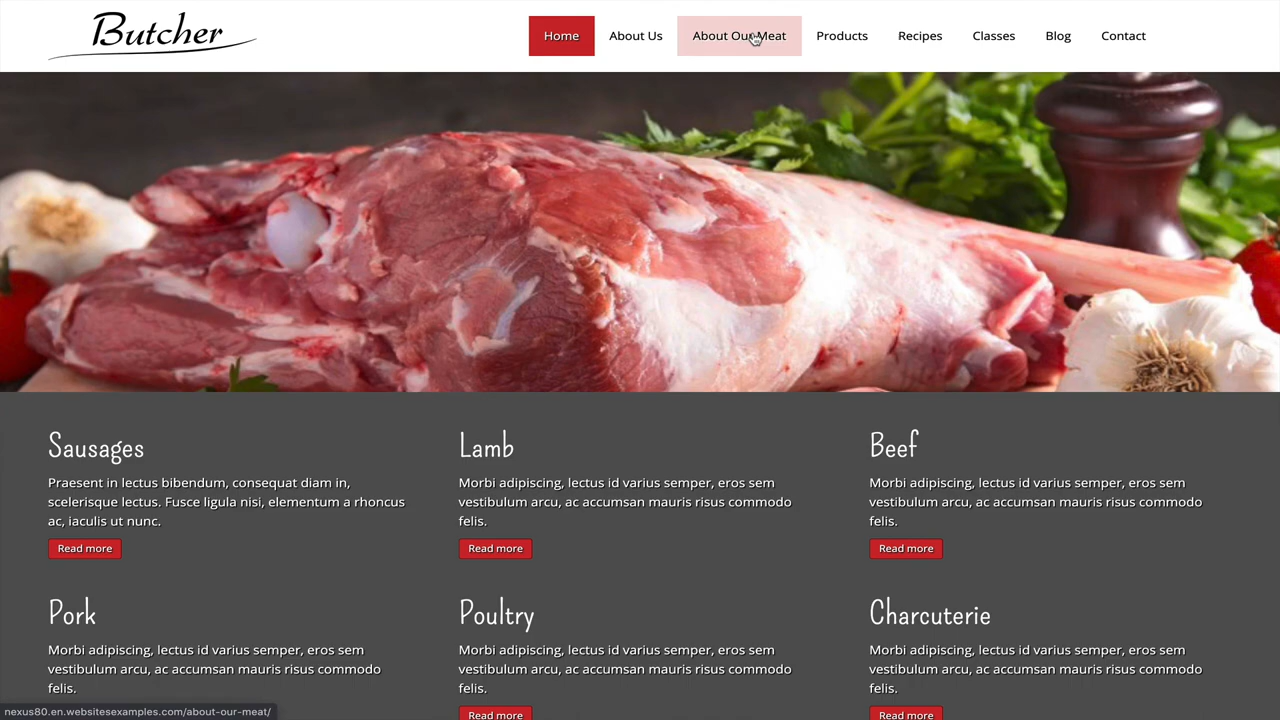 Butcher
Home About Us About Our Meat Products Recipes Classes Blog Contact
Sausages
Praesent in lectus bibendum, consequat diam in,
scelerisque lectus. Fusce ligula nisi, elementum a rhoncus
ac, iaculis ut nunc.
Read more
Lamb
Morbi adipiscing, lectus id varius semper, eros sem
vestibulum arcu, ac accumsan mauris risus commodo
felis.
Read more
Beef
Morbi adipiscing, lectus id varius semper, eros sem
vestibulum arcu, ac accumsan mauris risus commodo
felis.
Read more
Pork
Morbi adipiscing, lectus id varius semper, eros sem
vestibulum arcu, ac accumsan mauris risus commodo
felis.
Poultry
Morbi adipiscing, lectus id varius semper, eros sem
vestibulum arcu, ac accumsan mauris risus commodo
felis.
Read more
Charcuterie
Morbi adipiscing, lectus id varius semper, eros sem
vestibulum arcu, ac accumsan mauris risus commodo
felis.
Read more
nexus80.en.websitesexamples.com/about-our-meat/